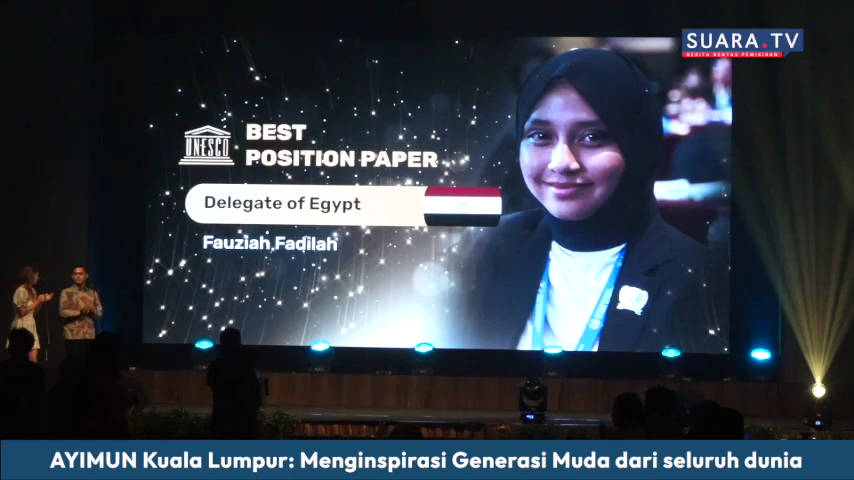 SUARA.TV
BERITA RENTAS PEMIKIRAN
UNESCO
BEST
POSITION PAPER
Delegate of Egypt
Fauziah Fadilah
AYIMUN Kuala Lumpur: Menginspirasi Generasi Muda dari seluruh dunia